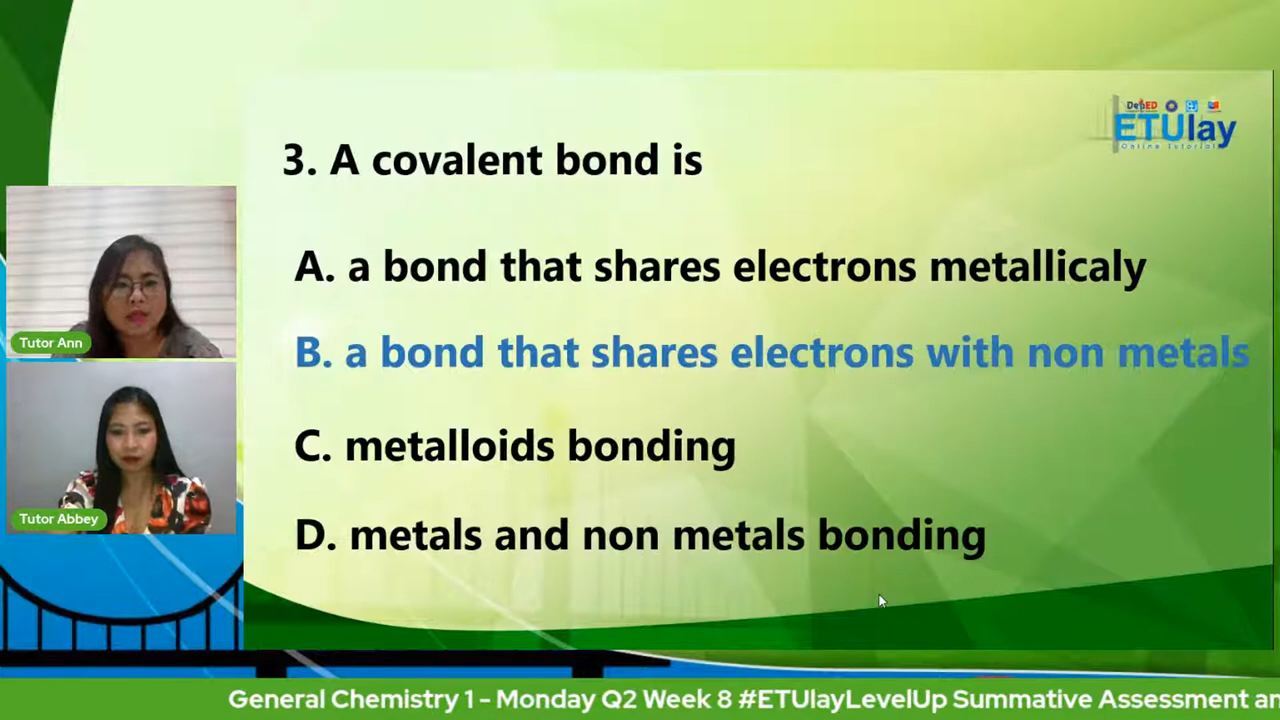 DepED
ETUlay
Online Tutorial
3. A covalent bond is
A. a bond that shares electrons metallicaly
B. a bond that shares electrons with non metals
C. metalloids bonding
D. metals and non metals bonding
Tutor Ann
Tutor Abbey
General Chemistry 1 - Monday Q2 Week 8 #ETUlayLevelUp Summative Assessment an